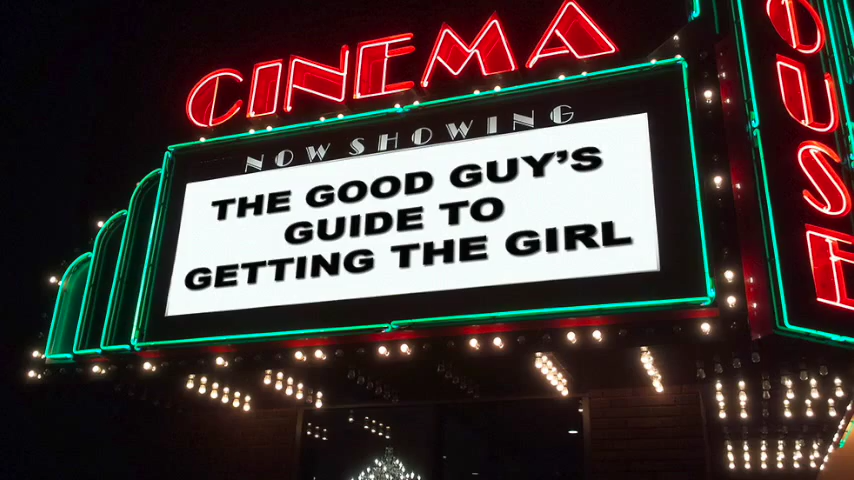 CINEMA
NOW SHOWING
THE GOOD GUY'S
GUIDE TO
GETTING THE GIRL
OUSE